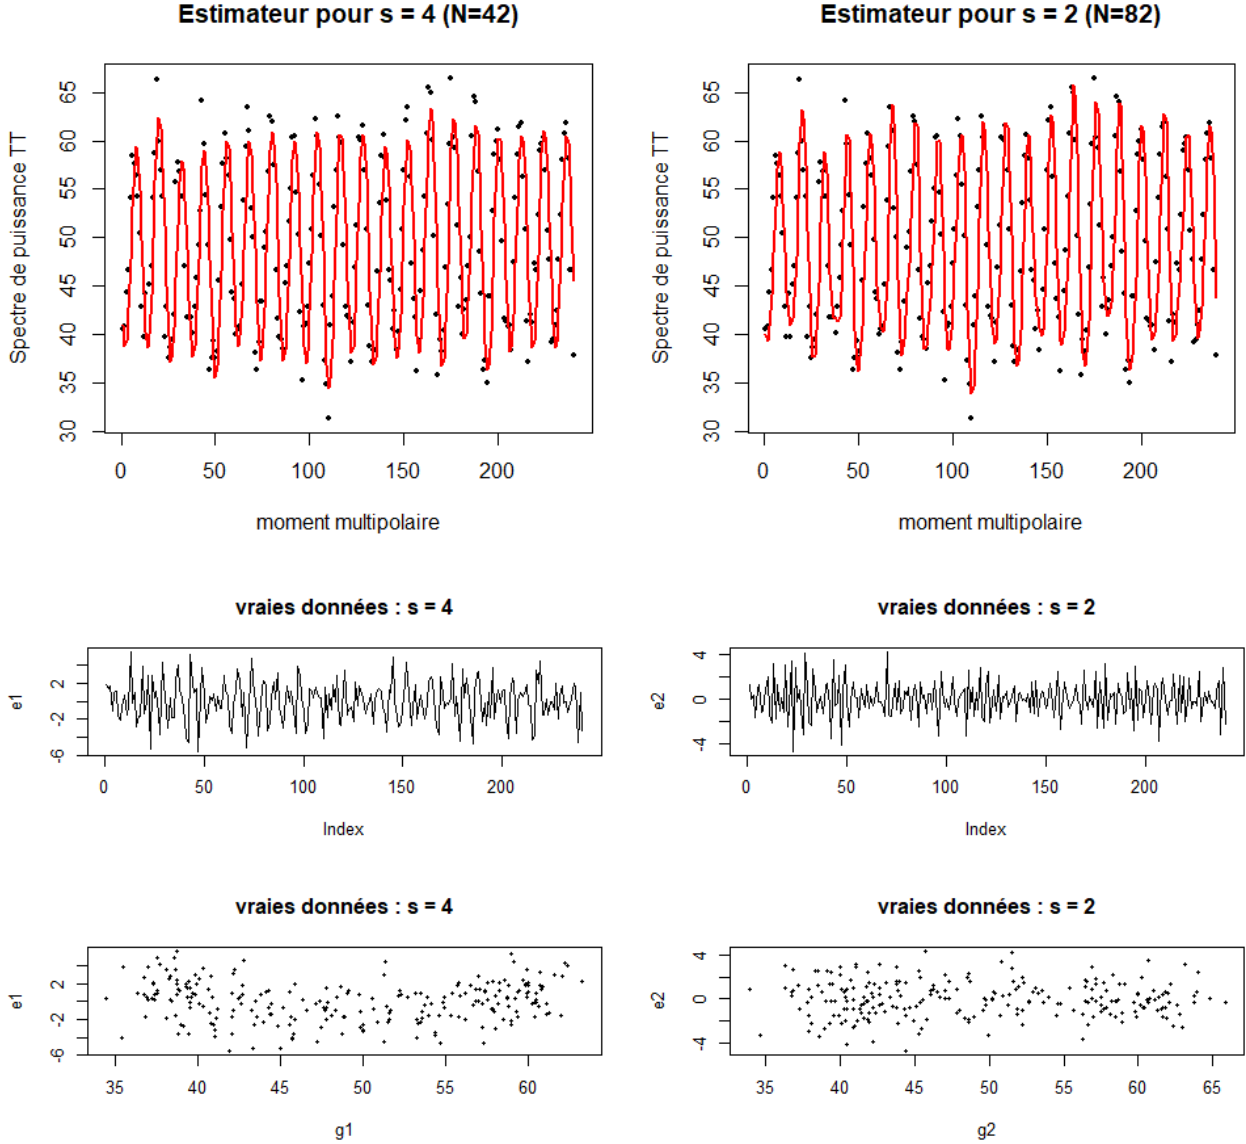 Estimateur pour s = 4 (N=42)
Spectre de puissance TT
65
60
55
50
45
40
35
30
0 50 100 150 200
moment multipolaire
Estimateur pour s = 2 (N=82)
Spectre de puissance TT
65
60
55
50
45
40
35
30
0 50 100 150 200
moment multipolaire
vraies données : s = 4
e1
2
-2
-6
0 50 100 150 200
Index
vraies données : s = 2
e2
4
0
-4
0 50 100 150 200
Index
vraies données : s = 4
e1
2
-2
-6
35 40 45 50 55 60
g1
vraies données : s = 2
e2
4
0
-4
35 40 45 50 55 60 65
g2